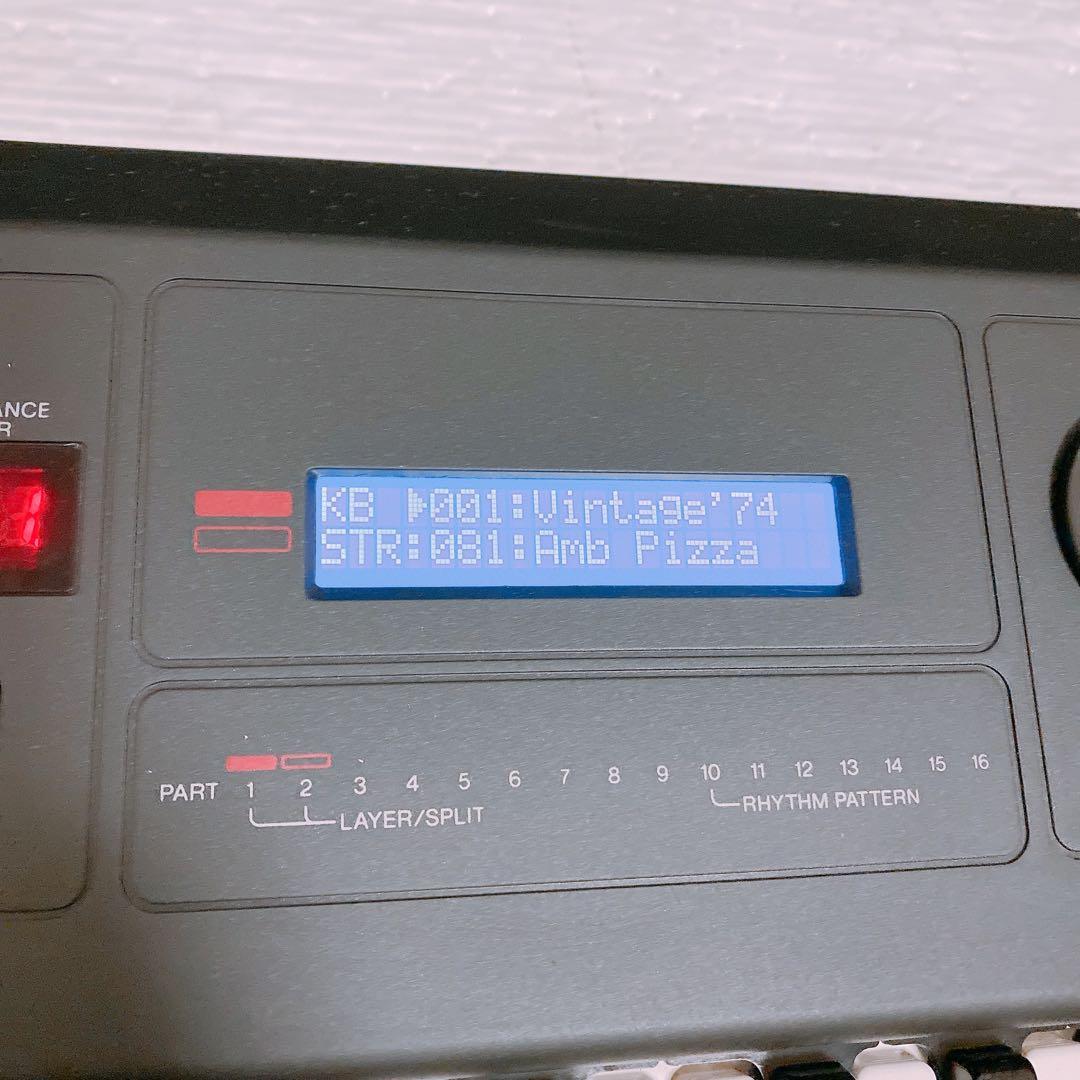 ANCE
R
KB ▶001:Vintage'74
STR:081:Amb Pizza
PART 1 2 3 4 5 6 7 8 9 10 11 12 13 14 15 16
LAYER/SPLIT
RHYTHM PATTERN